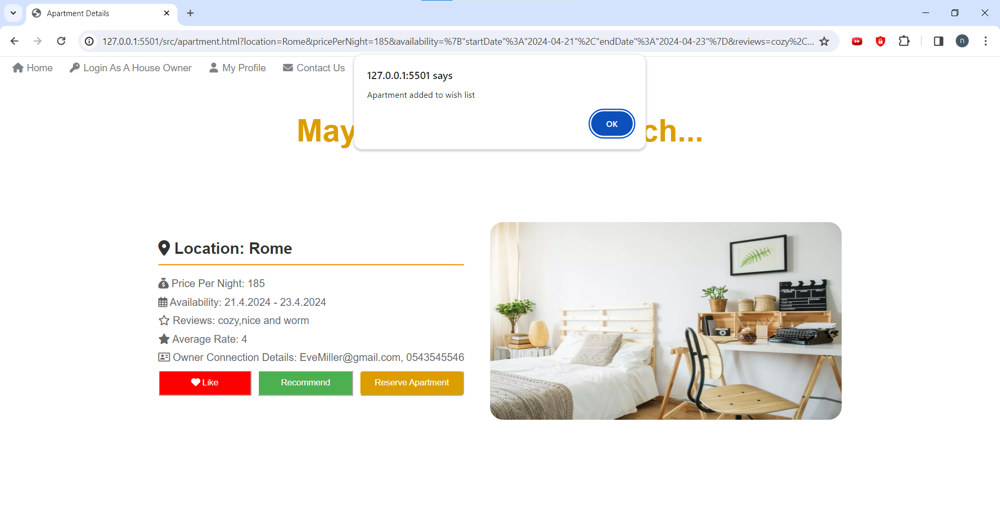 Apartment Details
127.0.0.1:5501/src/apartment.html?location=Rome&pricePerNight=185&availability=%7B"startDate"%3A"2024-04-21"%2C"endDate"%3A"2024-04-23"%7D&reviews=cozy%2C...
n
Home Login As A House Owner My Profile Contact Us
127.0.0.1:5501 says
Apartment added to wish list
OK
May ch...
Location: Rome
Price Per Night: 185
Availability: 21.4.2024 - 23.4.2024
Reviews: cozy,nice and worm
Average Rate: 4
Owner Connection Details: EveMiller@gmail.com, 0543545546
Like Recommend Reserve Apartment